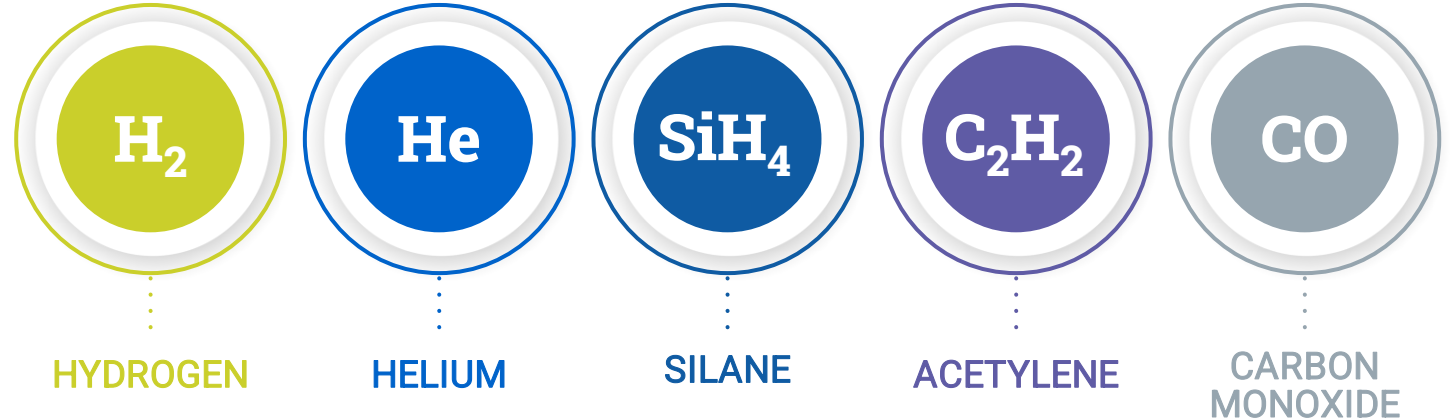 H₂
He
SiH₄
C₂H₂
CO
HYDROGEN
HELIUM
SILANE
ACETYLENE
CARBON
MONOXIDE